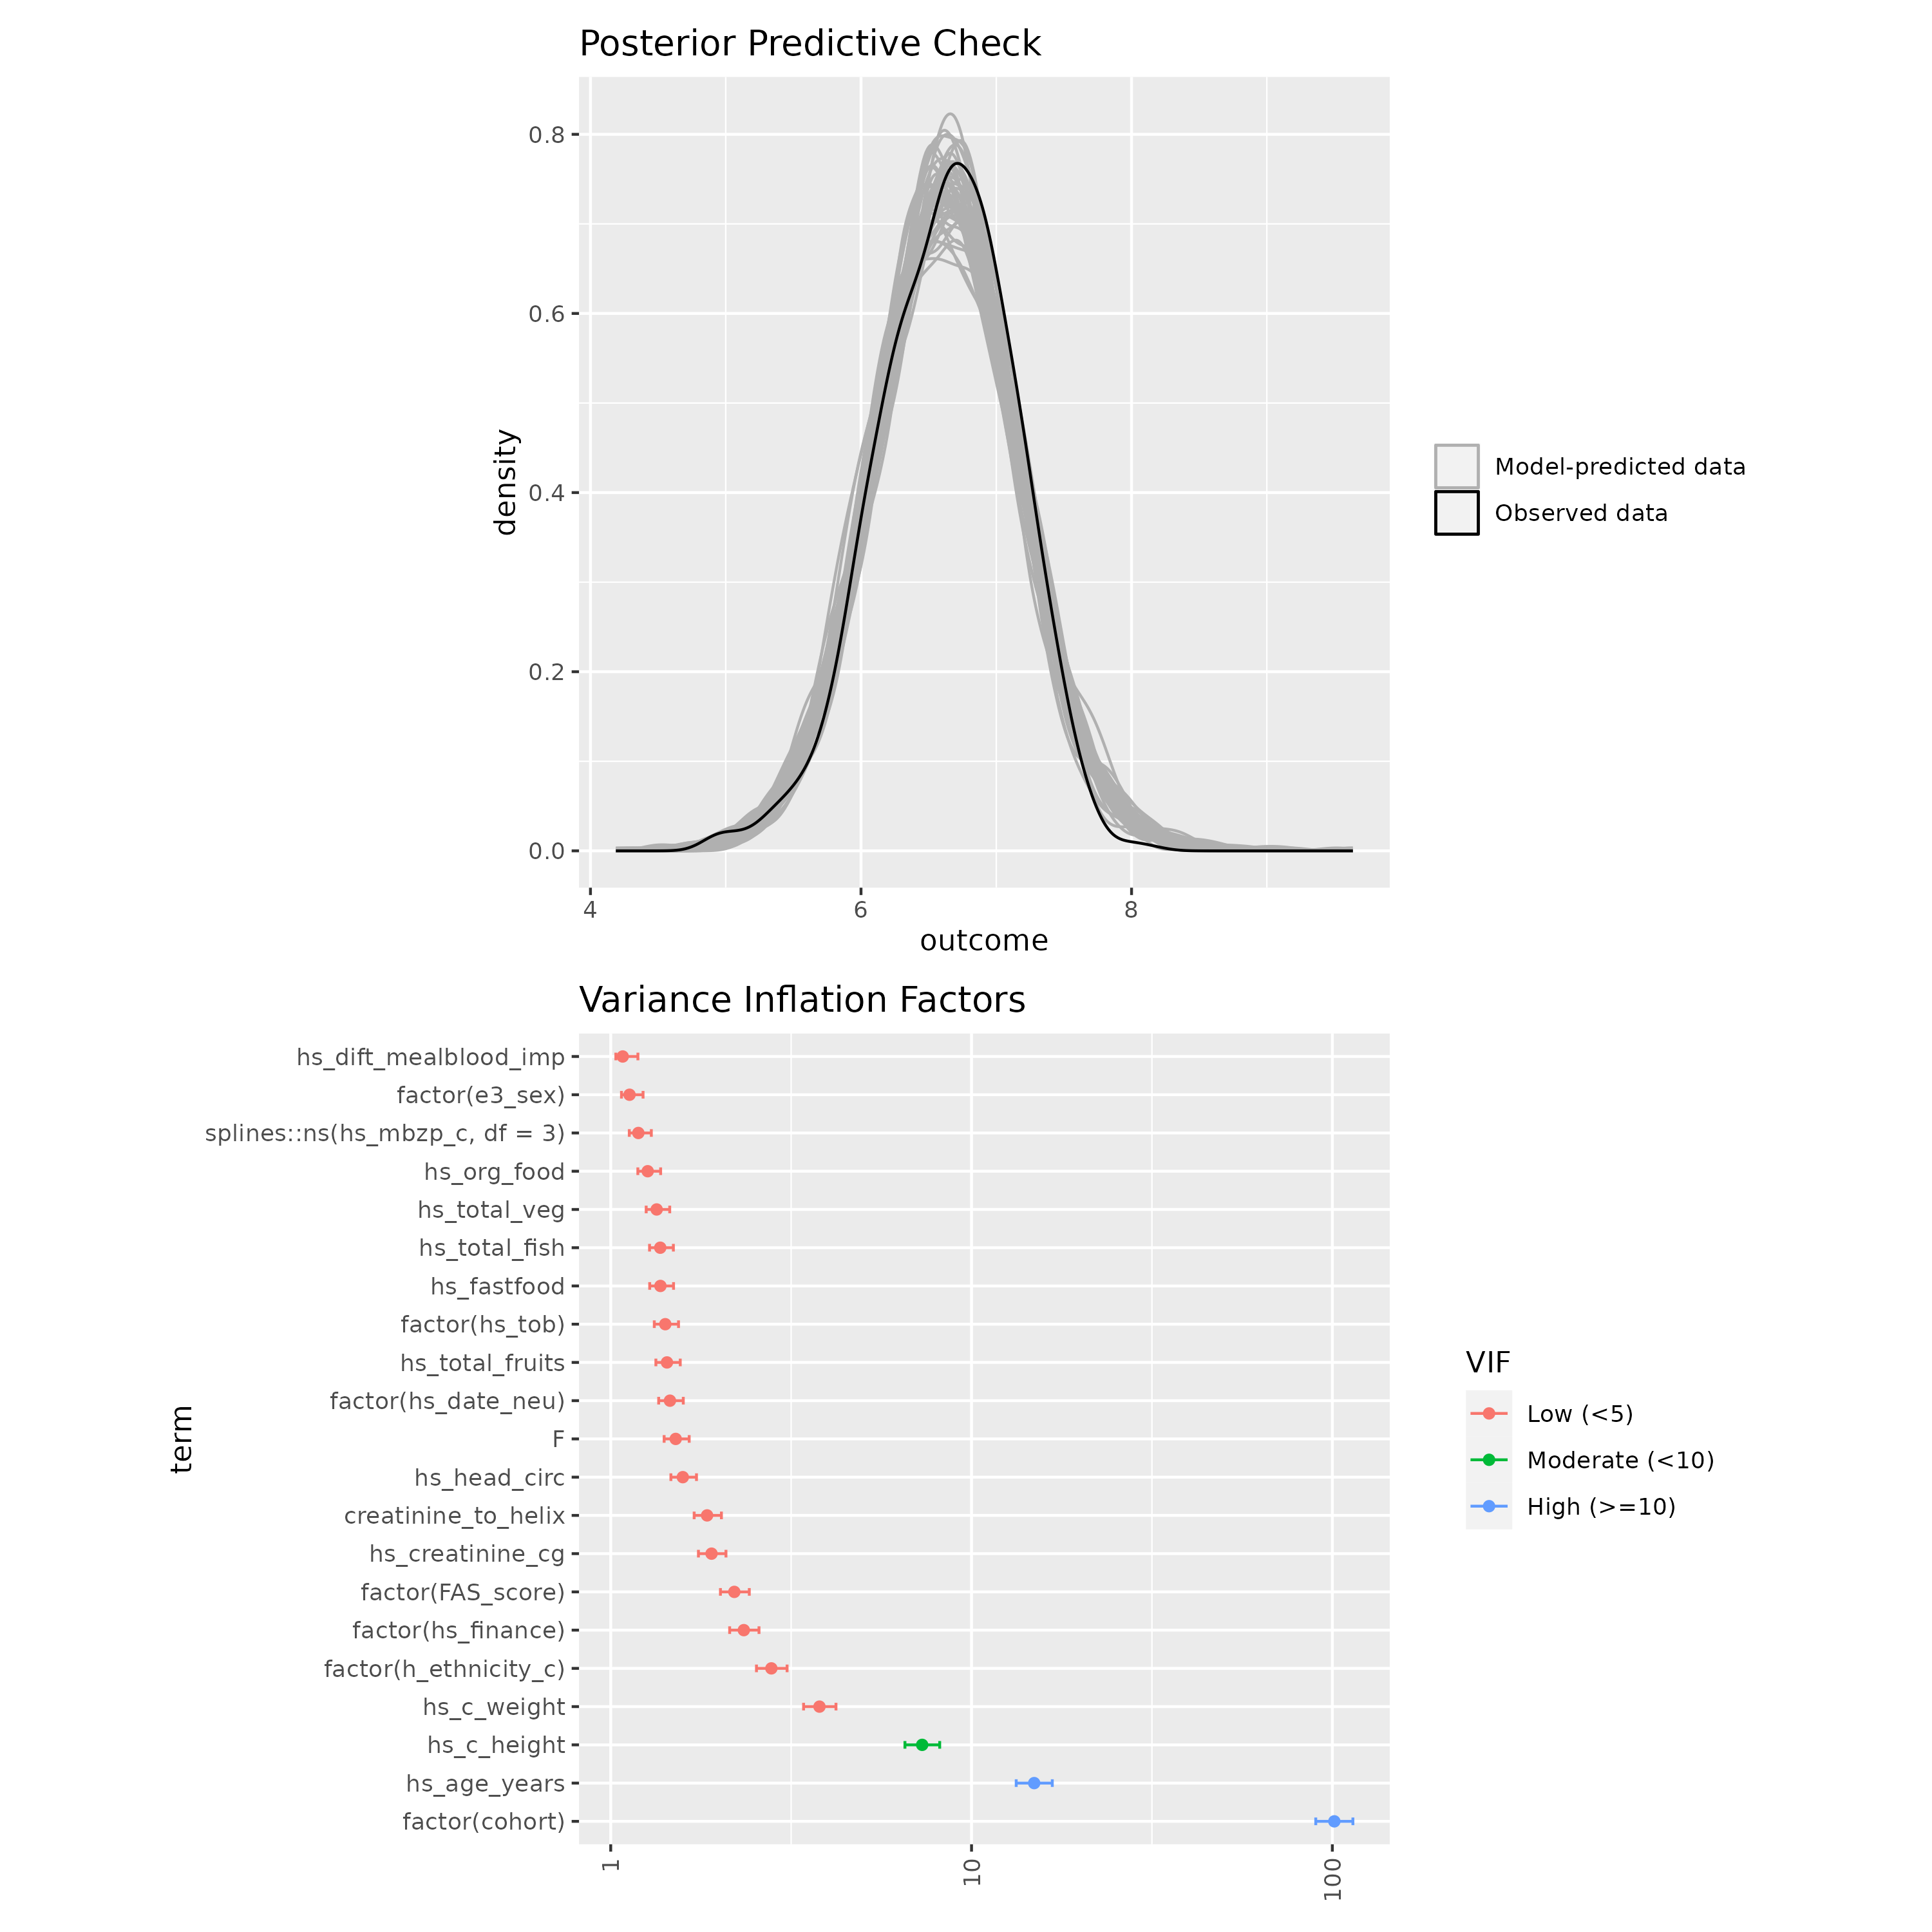 Posterior Predictive Check
0.8
0.6
0.4
0.2
0.0
density
4 6 8
outcome
Model-predicted data
Observed data
Variance Inflation Factors
term
hs_dift_mealblood_imp
factor(e3_sex)
splines::ns(hs_mbzp_c, df = 3)
hs_org_food
hs_total_veg
hs_total_fish
hs_fastfood
factor(hs_tob)
hs_total_fruits
factor(hs_date_neu)
F
hs_head_circ
creatinine_to_helix
hs_creatinine_cg
factor(FAS_score)
factor(hs_finance)
factor(h_ethnicity_c)
hs_c_weight
hs_c_height
hs_age_years
factor(cohort)
1 10 100
VIF
Low (<5)
Moderate (<10)
High (>=10)